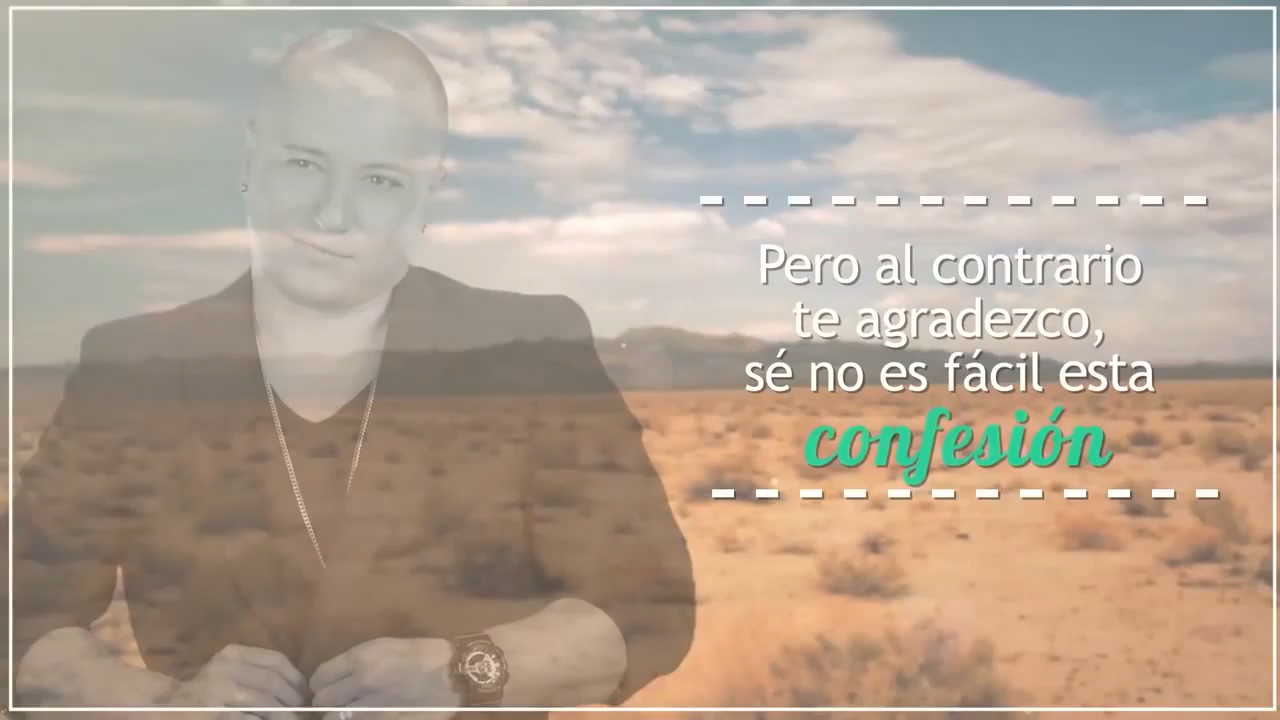 Pero al contrario
te agradezco,
sé no es fácil esta
confesión